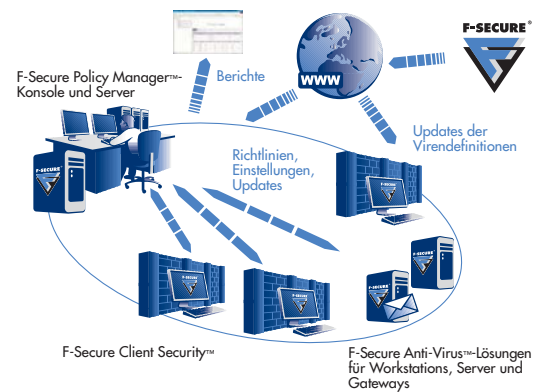 F-SECURE®
Berichte
WWW
F-Secure Policy Manager™-
Konsole und Server
Updates der
Virendefinitionen
Richtlinien,
Einstellungen,
Updates
F-SECURE
F-SECURE
F-SECURE
F-SECURE
F-SECURE
F-Secure Client Security™
F-Secure Anti-Virus™-Lösungen
für Workstations, Server und
Gateways